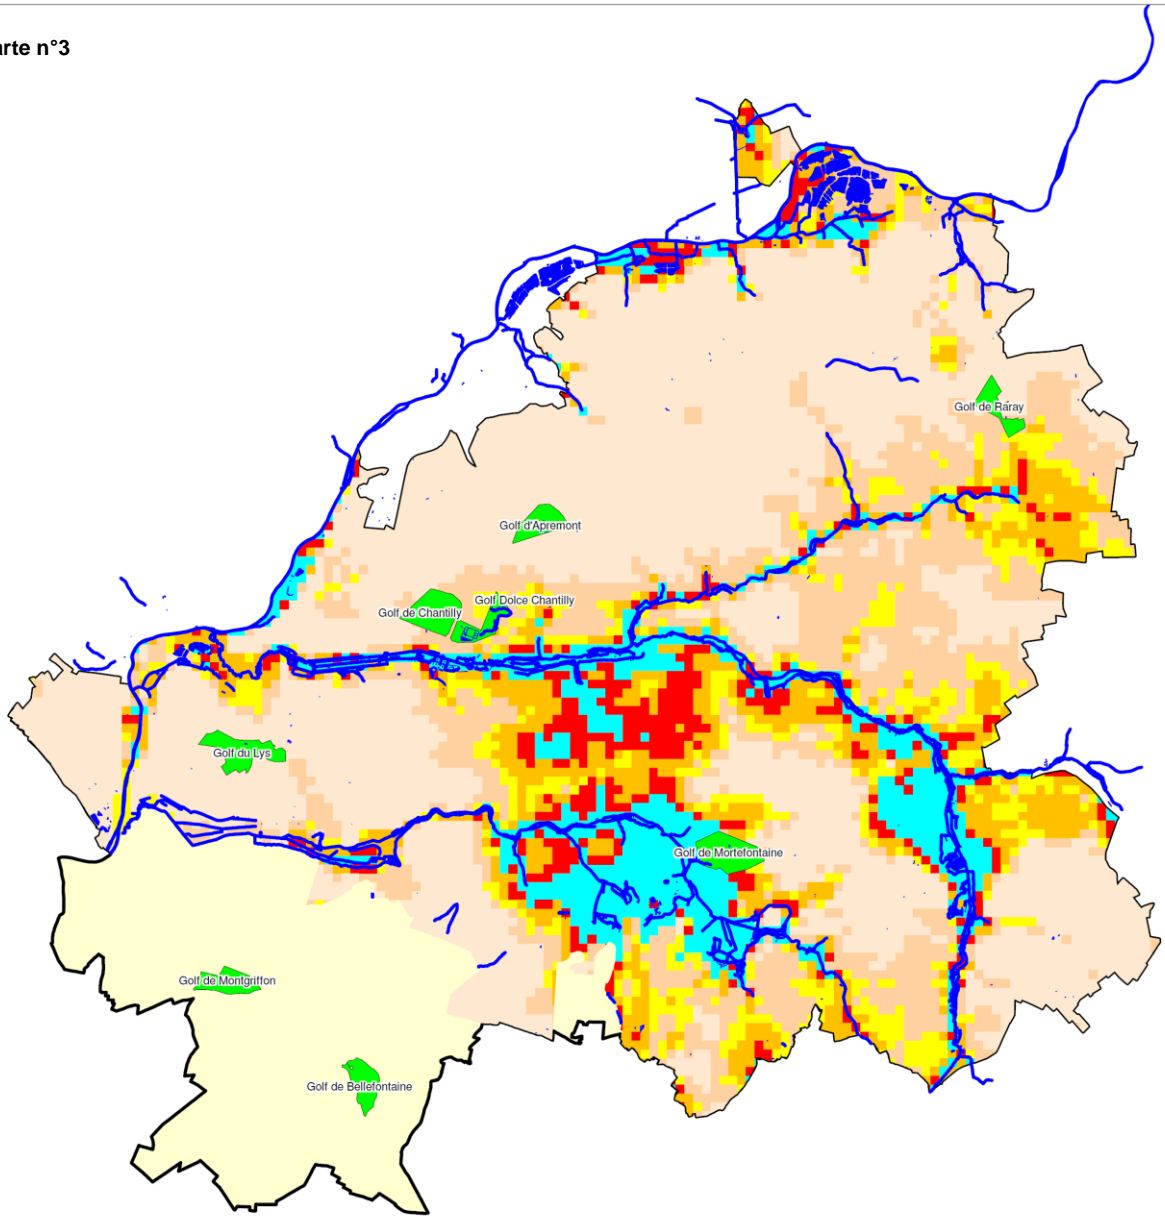 arte n°3
Golf de Raray
Golf d'Apremont
Golf Dolce Chantilly
Golf de Chantilly
Golf du Lys
Golf de Mortefontaine
Golf de Montgriffon
Golf de Bellefontaine